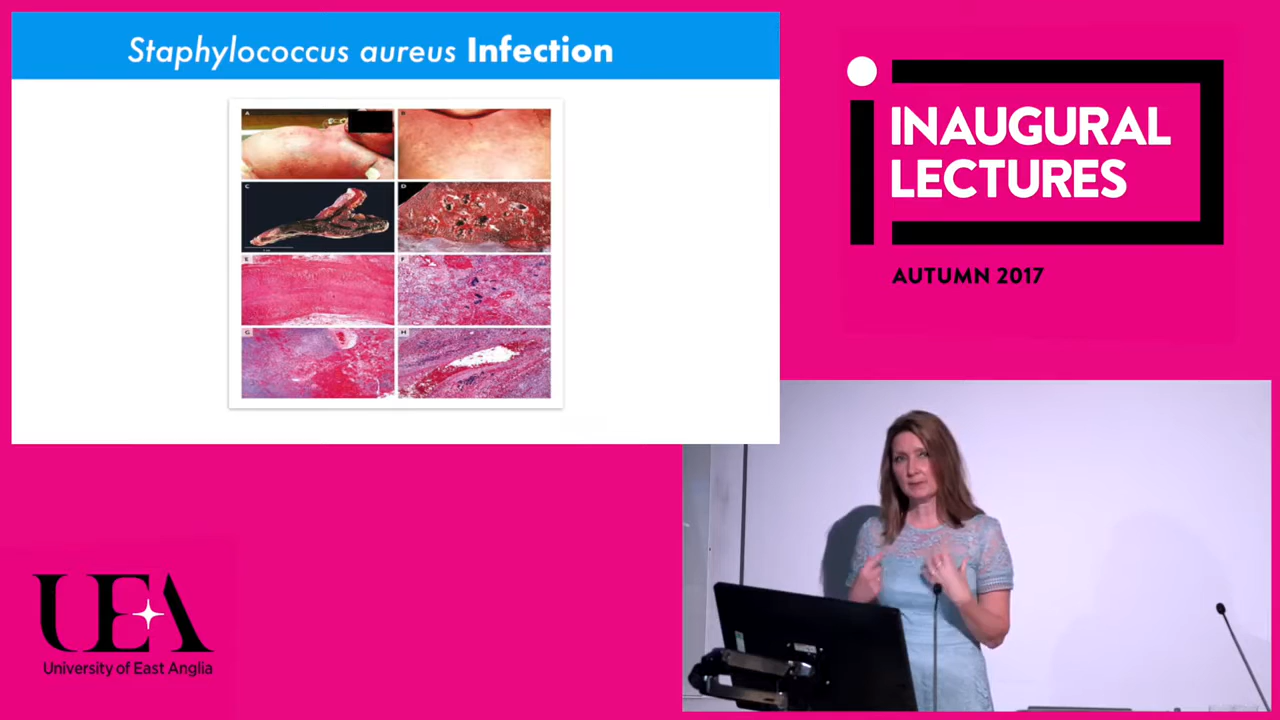 Staphylococcus aureus Infection
A
B
C
D
E
F
G
H
INAUGURAL
LECTURES
AUTUMN 2017
UEA
University of East Anglia